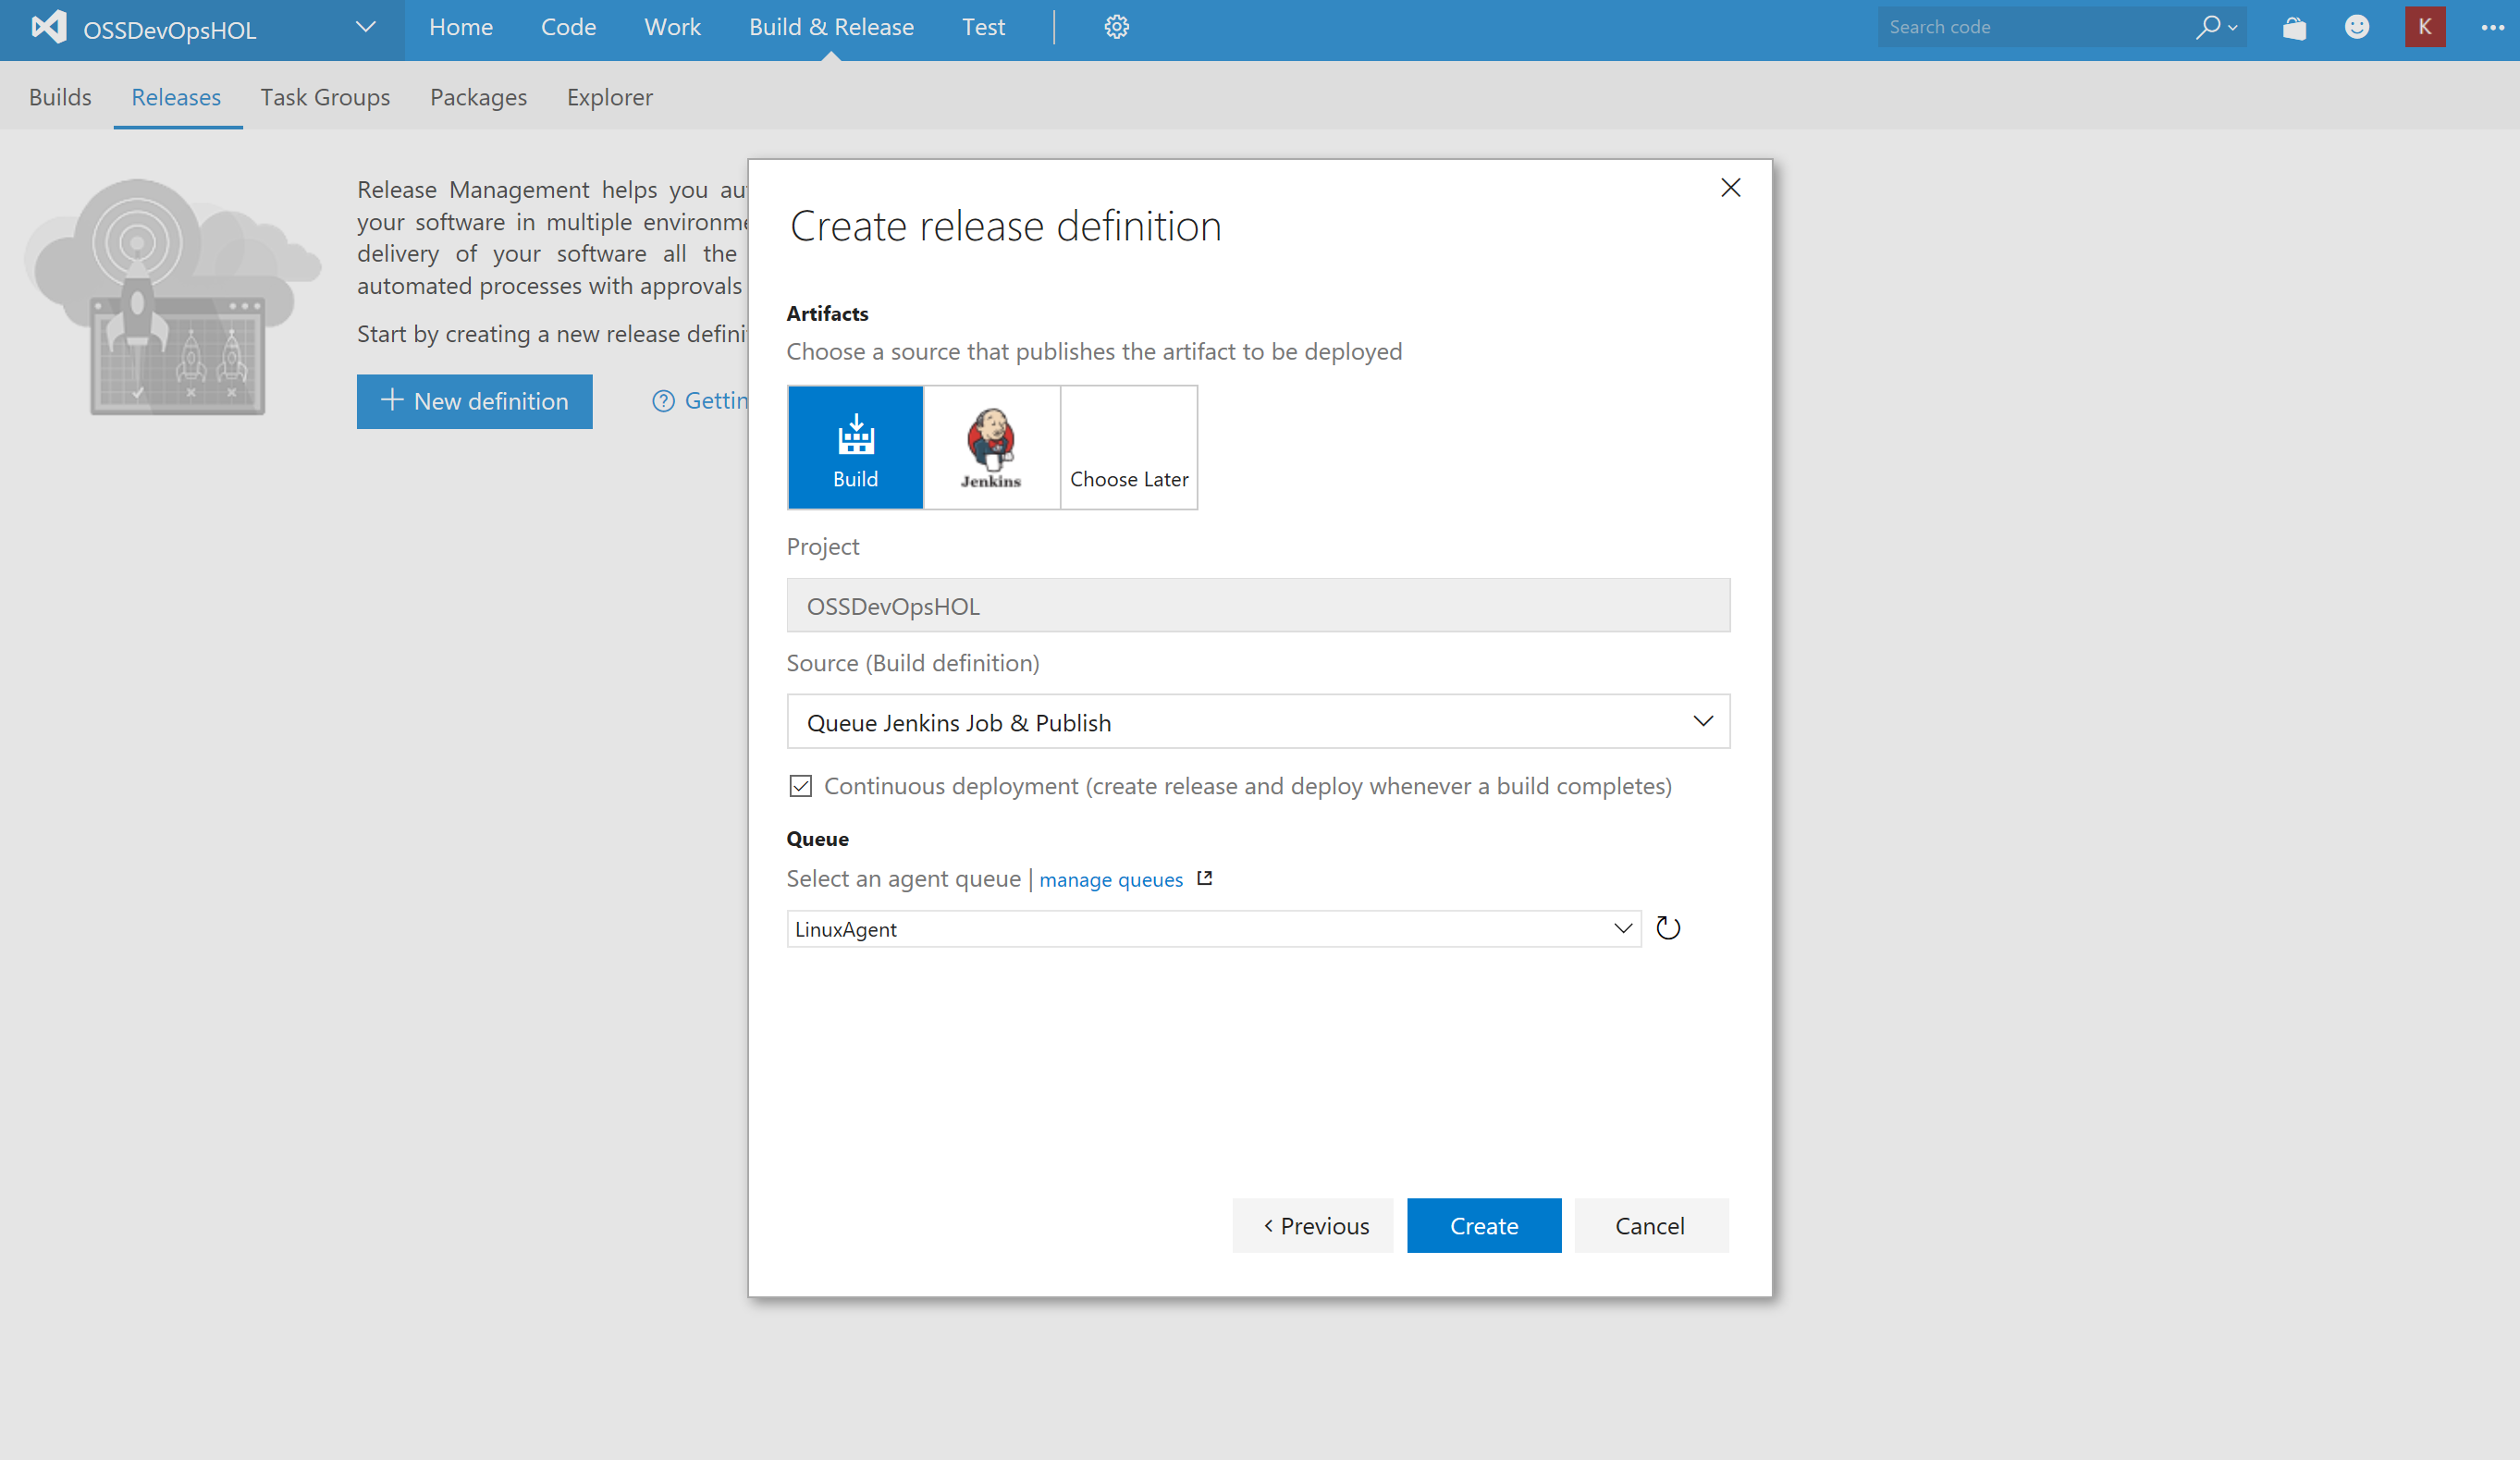 OSSDevOpsHOL
Home Code Work Build & Release Test
Search code
K
Builds Releases Task Groups Packages Explorer
Release Management helps you au
your software in multiple environme
delivery of your software all the
automated processes with approvals
Start by creating a new release defini
+ New definition
? Gettin
Create release definition
Artifacts
Choose a source that publishes the artifact to be deployed
Build
Jenkins
Choose Later
Project
OSSDevOpsHOL
Source (Build definition)
Queue Jenkins Job & Publish
Continuous deployment (create release and deploy whenever a build completes)
Queue
Select an agent queue | manage queues
LinuxAgent
< Previous Create Cancel